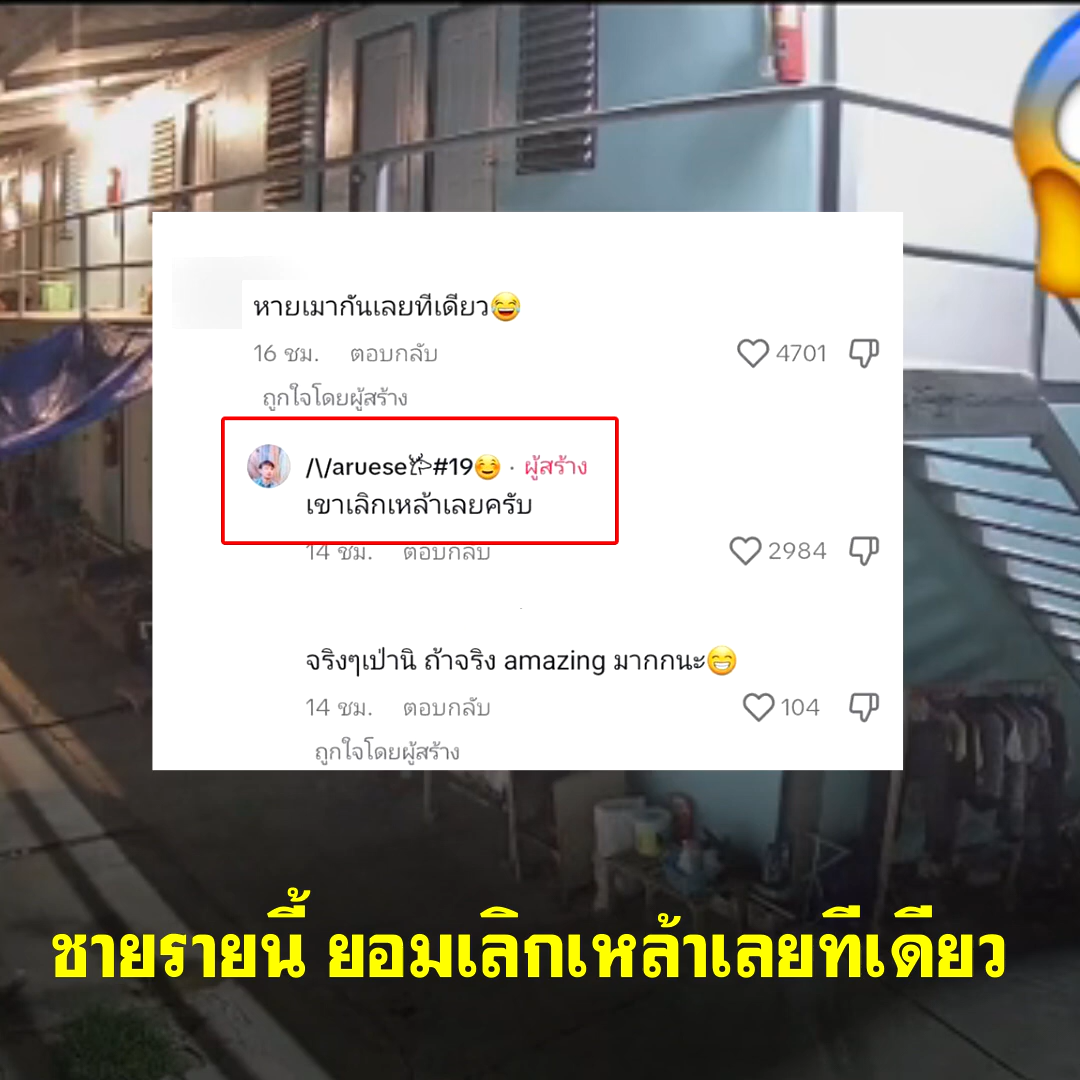 หายเมากันเลยทีเดียว😂
16 ชม. ตอบกลับ 4701
ถูกใจโดยผู้สร้าง
/\/aruese꙰#19☺️ · ผู้สร้าง
เขาเลิกเหล้าเลยครับ
14 ชม. ตอบกลับ 2984
จริงๆเป่านิ ถ้าจริง amazing มากกนะ😁
14 ชม. ตอบกลับ 104
ถูกใจโดยผู้สร้าง
ชายรายนี้ ยอมเลิกเหล้าเลยทีเดียว